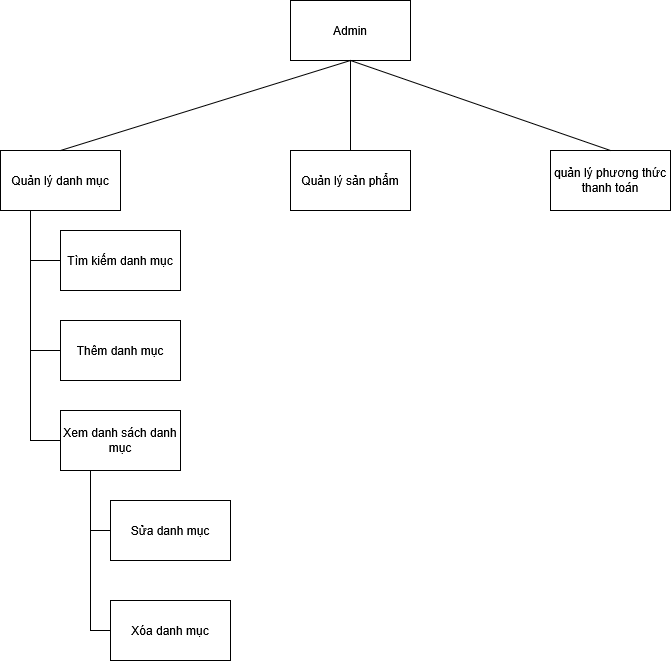 Admin
Quản lý danh mục
Quản lý sản phẩm
quản lý phương thức
thanh toán
Tìm kiếm danh mục
Thêm danh mục
Xem danh sách danh
mục
Sửa danh mục
Xóa danh mục